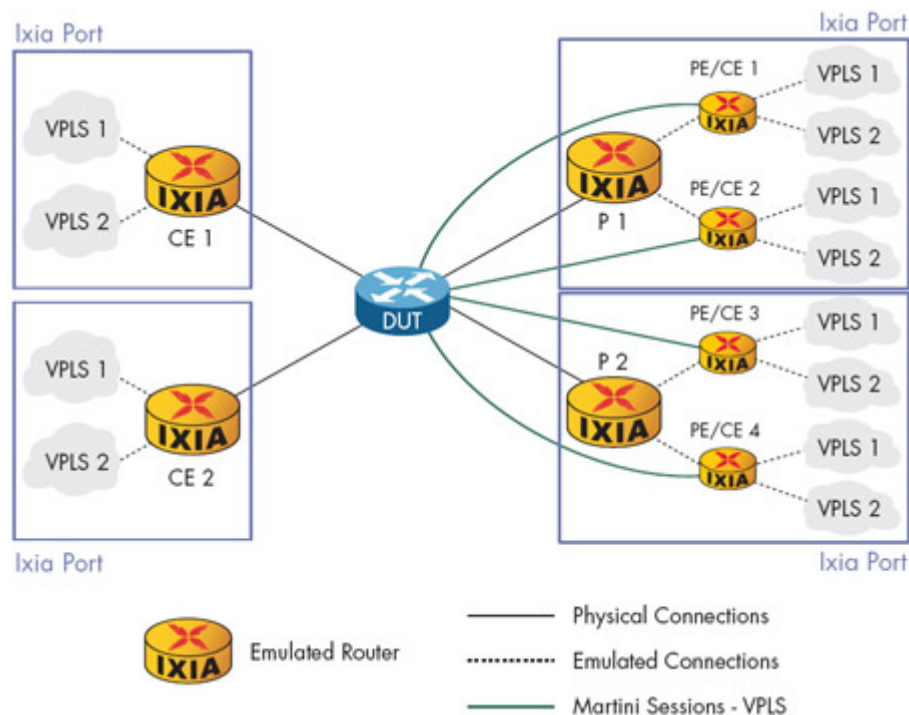 Ixia Port
VPLS 1
VPLS 2
IXIA
CE 1
VPLS 1
VPLS 2
IXIA
CE 2
Ixia Port
DUT
Ixia Port
PE/CE 1
IXIA
VPLS 1
VPLS 2
IXIA
P 1
PE/CE 2
IXIA
VPLS 1
VPLS 2
PE/CE 3
IXIA
VPLS 1
VPLS 2
P 2
IXIA
PE/CE 4
IXIA
VPLS 1
VPLS 2
Ixia Port
IXIA
Emulated Router
Physical Connections
Emulated Connections
Martini Sessions - VPLS